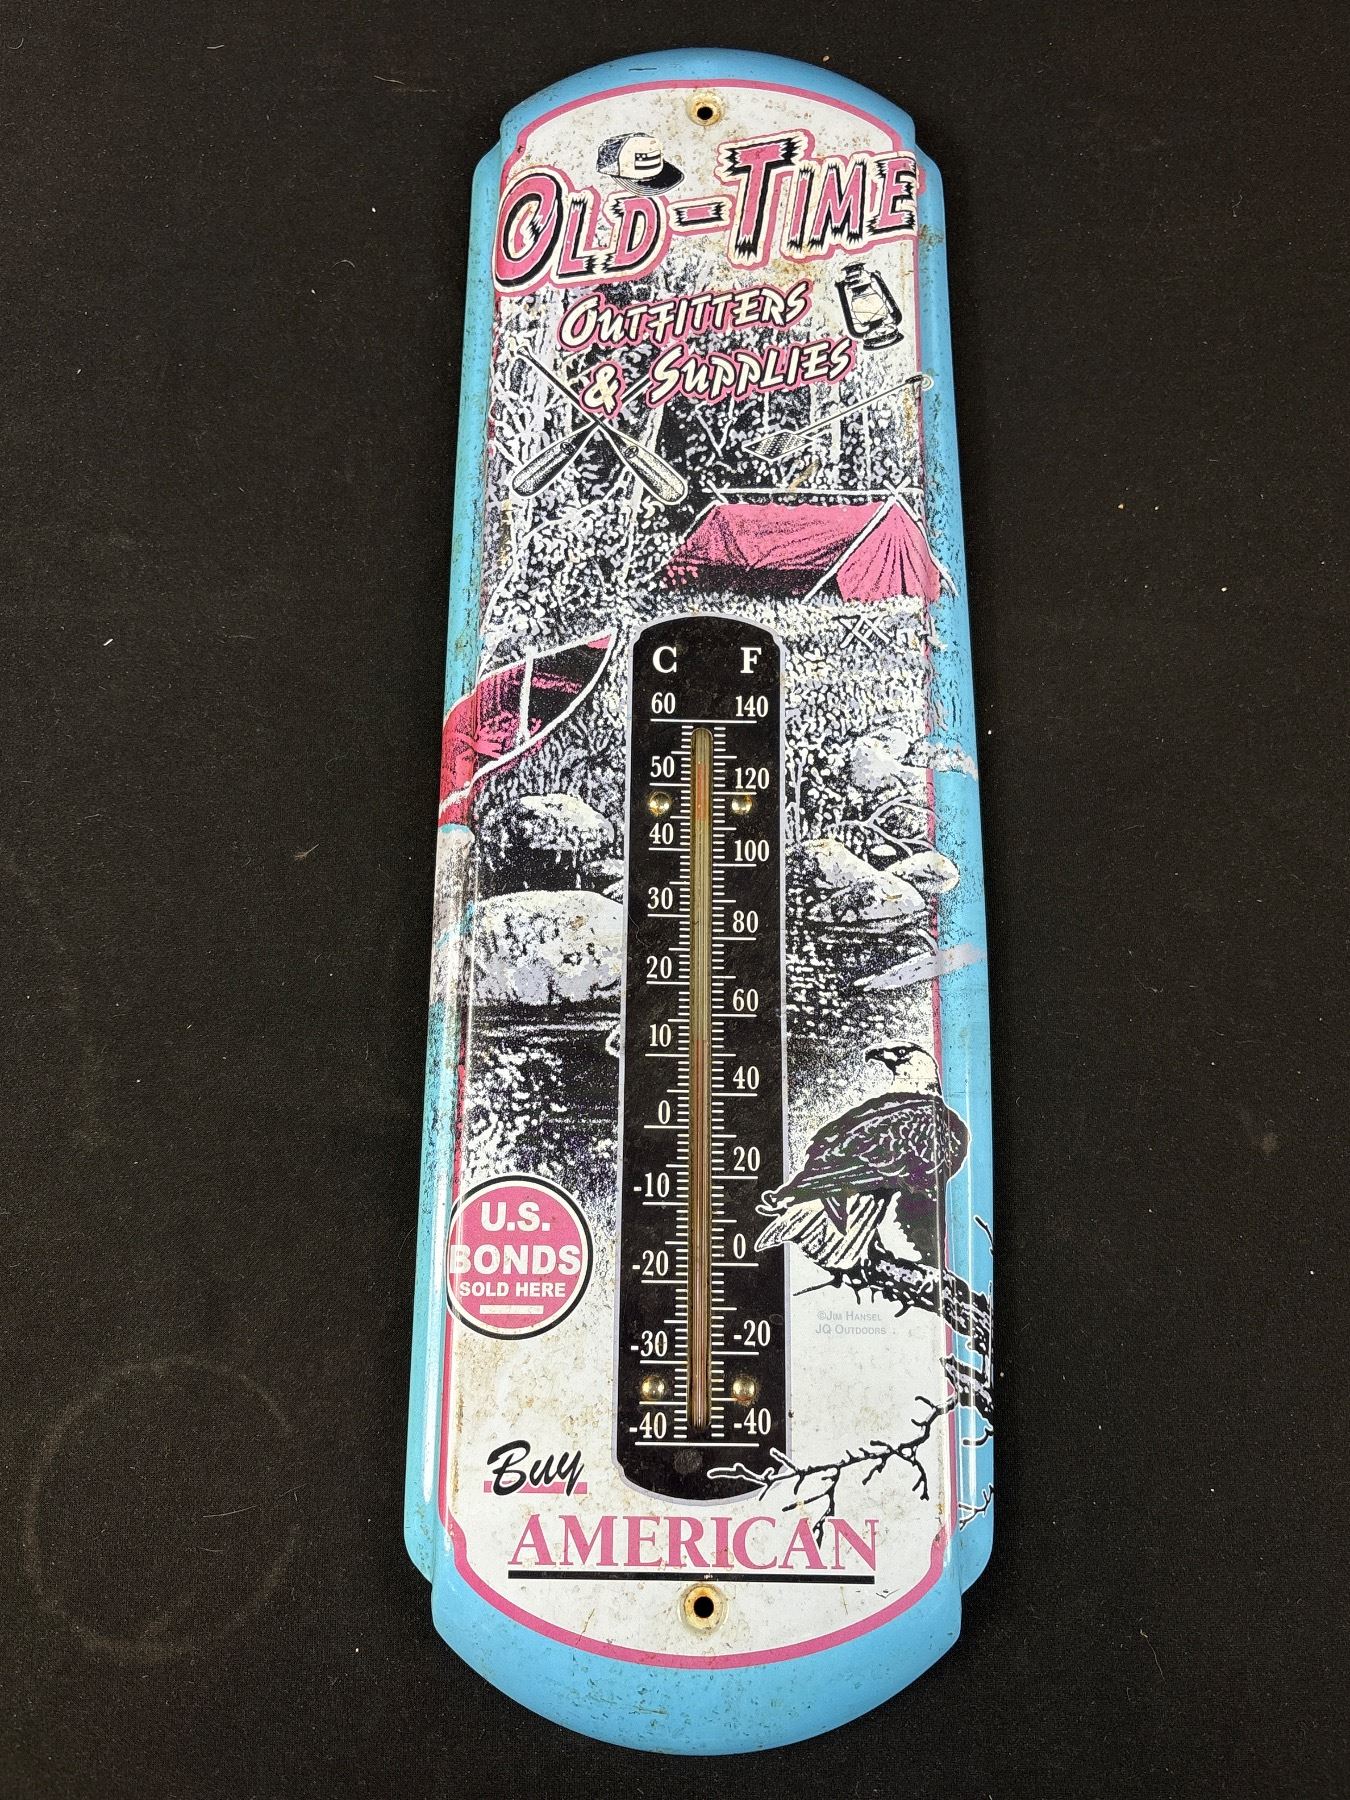 OLD-TIME
OUTFITTERS
& SUPPLIES
C F
60 140
50 120
40 100
30 80
20 60
10 40
0 20
-10 0
-20 -20
-30 -40
-40
U.S.
BONDS
SOLD HERE
©JIM HANSEL
JQ OUTDOORS
Buy
AMERICAN